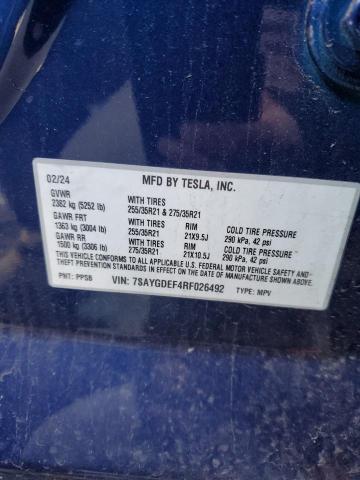 02/24 MFD BY TESLA, INC.
GVWR WITH TIRES
2382 kg (5252 lb) 255/35R21 & 275/35R21
GAWR FRT WITH TIRES RIM COLD TIRE PRESSURE
1363 kg (3004 lb) 255/35R21 21X9.5J 290 kPa, 42 psi
GAWR RR WITH TIRES RIM COLD TIRE PRESSURE
1500 kg (3306 lb) 275/35R21 21X10.5J 290 kPa, 42 psi
THIS VEHICLE CONFORMS TO ALL APPLICABLE U.S. FEDERAL MOTOR VEHICLE SAFETY AND
THEFT PREVENTION STANDARDS IN EFFECT ON THE DATE OF MANUFACTURE SHOWN ABOVE.
PNT: PPSB VIN: 7SAYGDEF4RF026492 TYPE: MPV